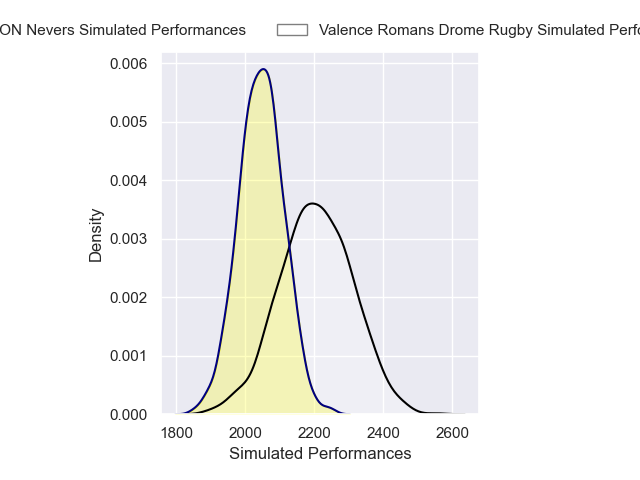 ON Nevers Simulated Performances
Valence Romans Drome Rugby Simulated Perfo
0.006
0.005
0.004
0.003
0.002
0.001
0.000
Density
1800 2000 2200 2400 2600
Simulated Performances